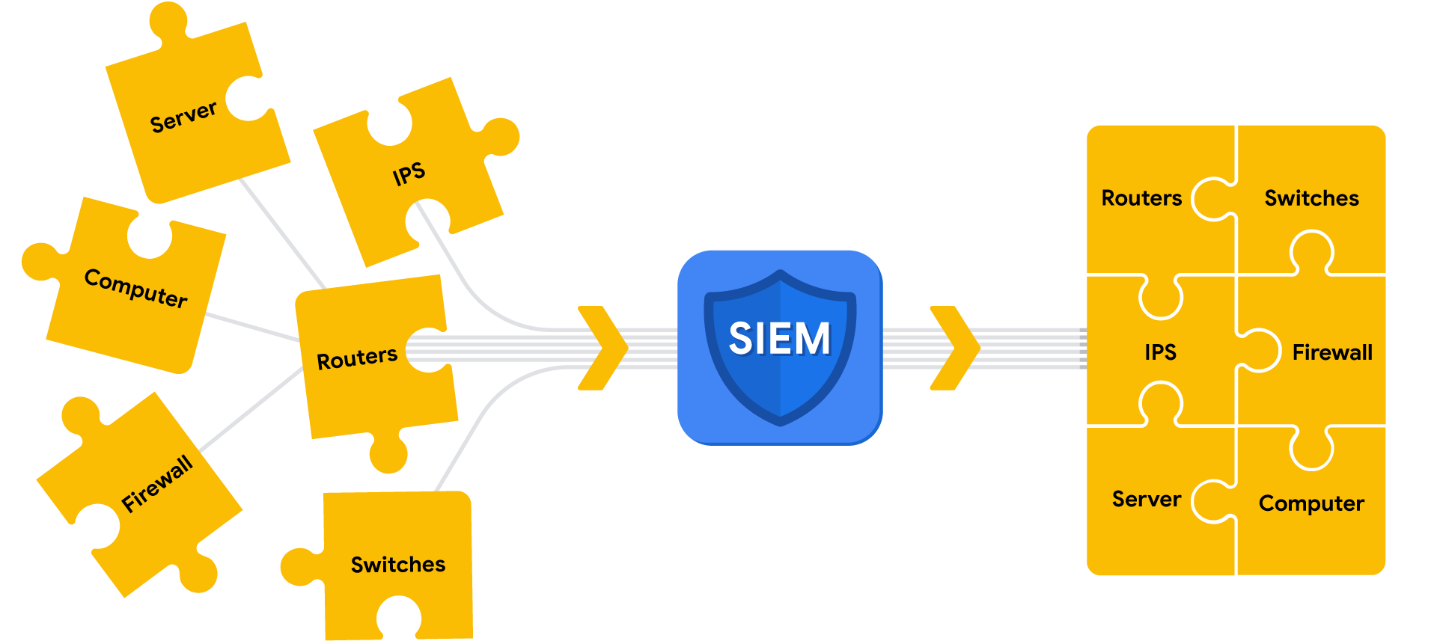 Server
IPS
Computer
Routers
Firewall
Switches
SIEM
Routers
Switches
IPS
Firewall
Server
Computer